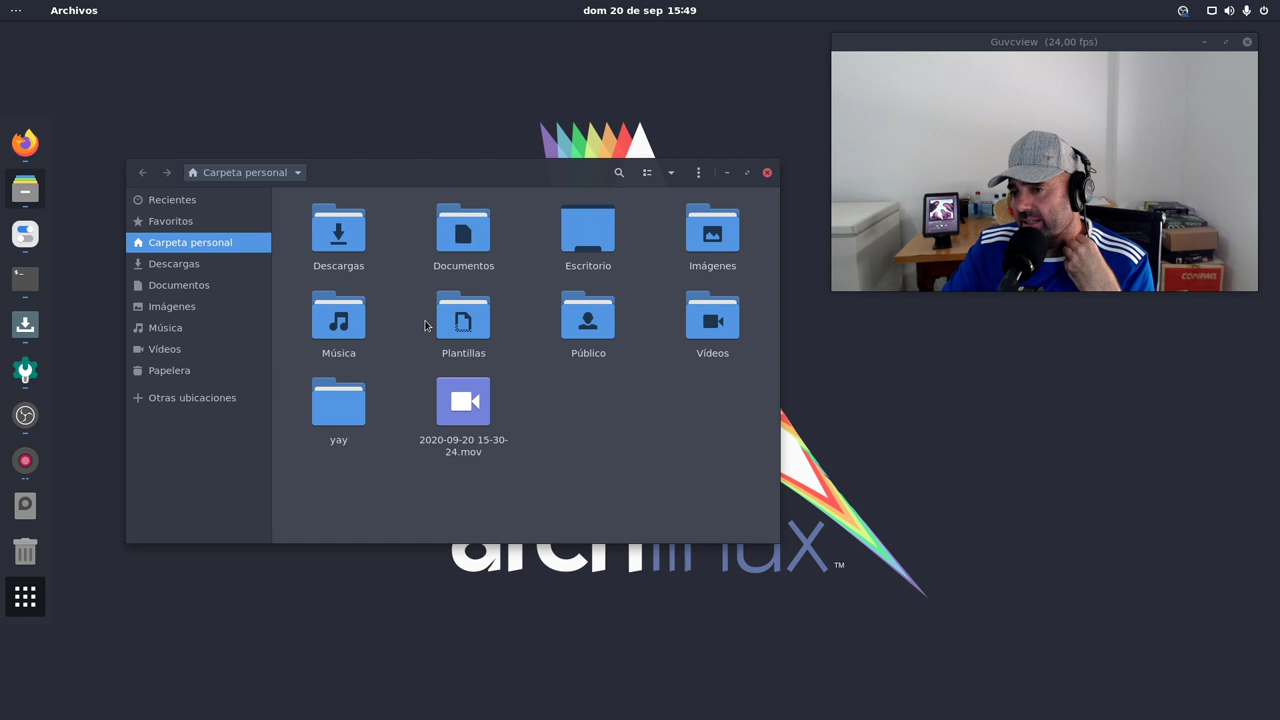 Archivos
dom 20 de sep 15:49
Guvcview (24,00 fps)
Carpeta personal
Recientes
Favoritos
Carpeta personal
Descargas
Documentos
Imágenes
Música
Vídeos
Papelera
Otras ubicaciones
Descargas
Documentos
Escritorio
Imágenes
Música
Plantillas
Público
Vídeos
yay
2020-09-20 15-30-
24.mov
COMPAQ
archlinux
TM